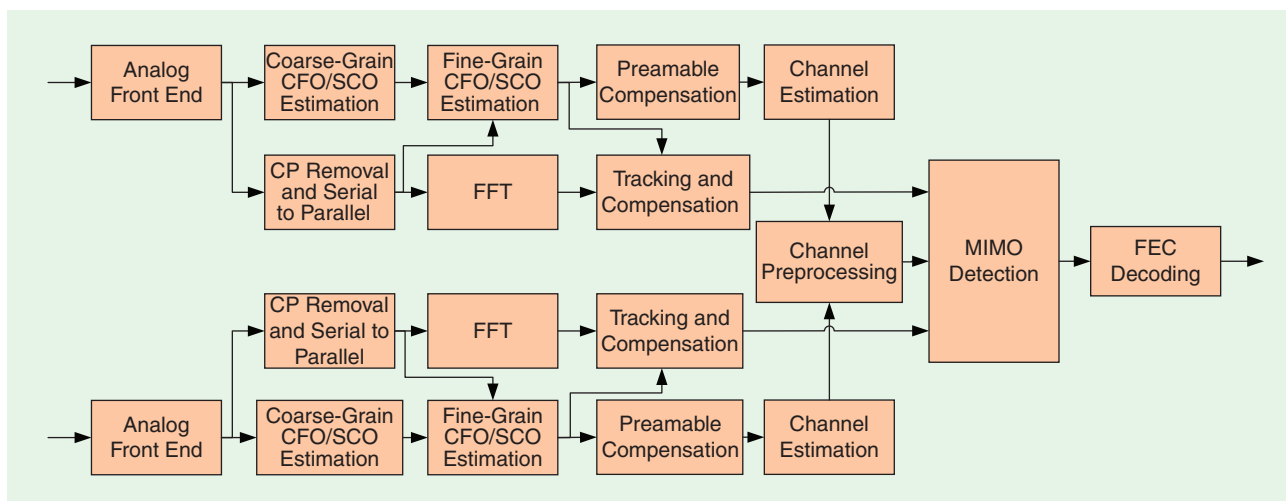 Analog
Front End
Coarse-Grain
CFO/SCO
Estimation
Fine-Grain
CFO/SCO
Estimation
Preamable
Compensation
Channel
Estimation
CP Removal
and Serial
to Parallel
FFT
Tracking and
Compensation
Channel
Preprocessing
MIMO
Detection
FEC
Decoding
CP Removal
and Serial to
Parallel
FFT
Tracking and
Compensation
Analog
Front End
Coarse-Grain
CFO/SCO
Estimation
Fine-Grain
CFO/SCO
Estimation
Preamable
Compensation
Channel
Estimation